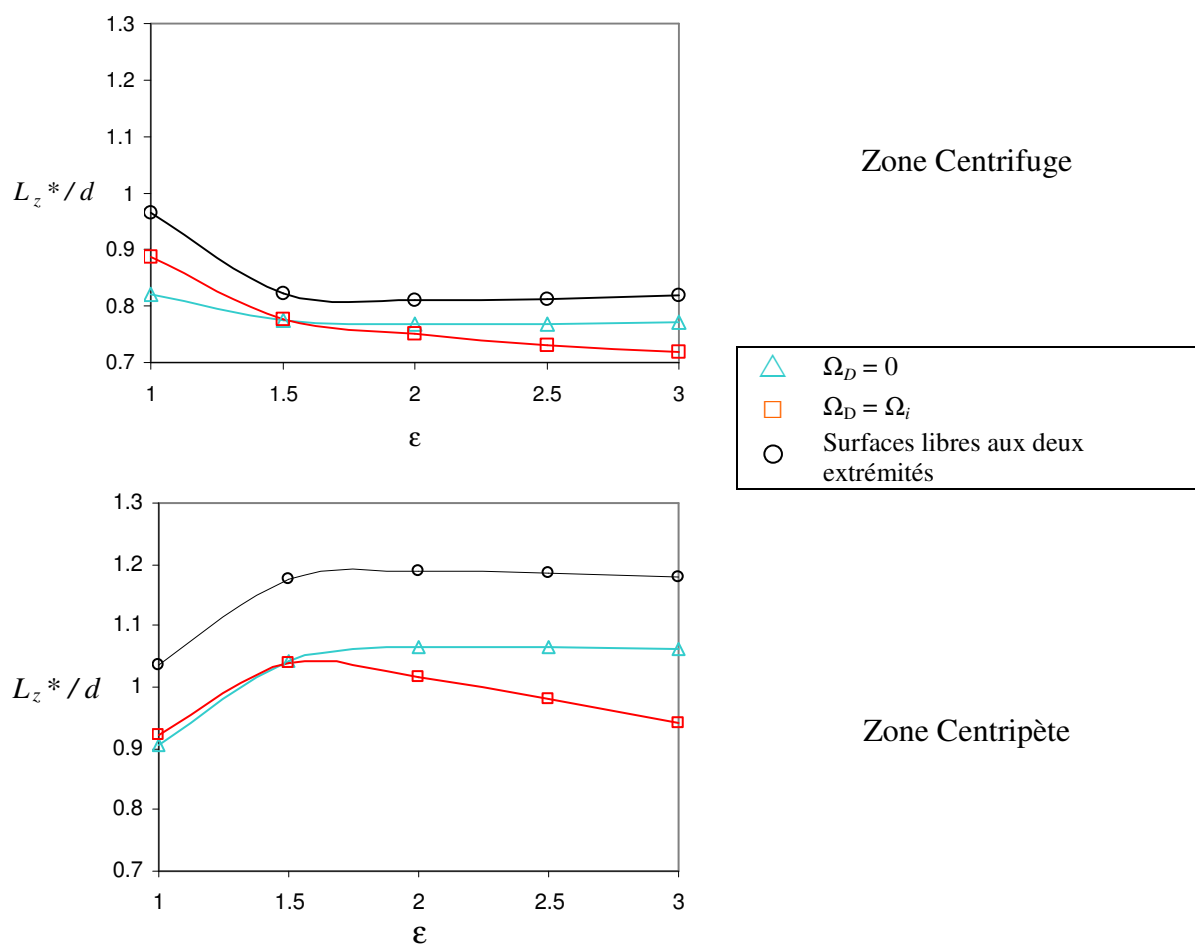 1.3
1.2
1.1
1
0.9
0.8
0.7
L_z*/d
1 1.5 2 2.5 3
ε
Zone Centrifuge
Ω_D = 0
Ω_D = Ω_i
Surfaces libres aux deux
extrémités
1.3
1.2
1.1
1
0.9
0.8
0.7
L_z*/d
1 1.5 2 2.5 3
ε
Zone Centripète